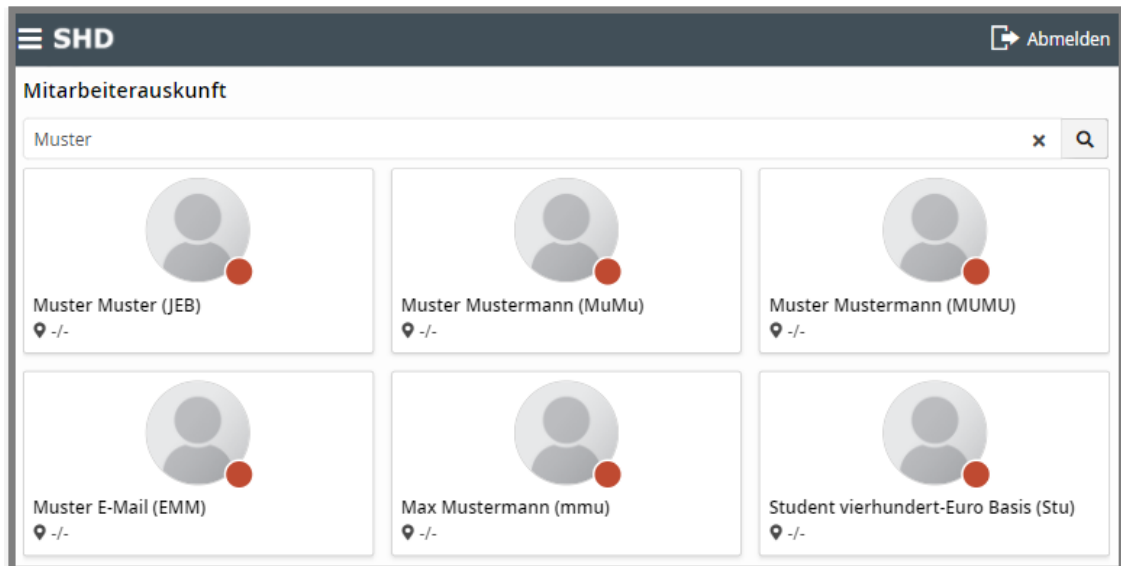 SHD
Abmelden
Mitarbeiterauskunft
Muster
Muster Muster (JEB)
-/-
Muster Mustermann (MuMu)
-/-
Muster Mustermann (MUMU)
-/-
Muster E-Mail (EMM)
-/-
Max Mustermann (mmu)
-/-
Student vierhundert-Euro Basis (Stu)
-/-